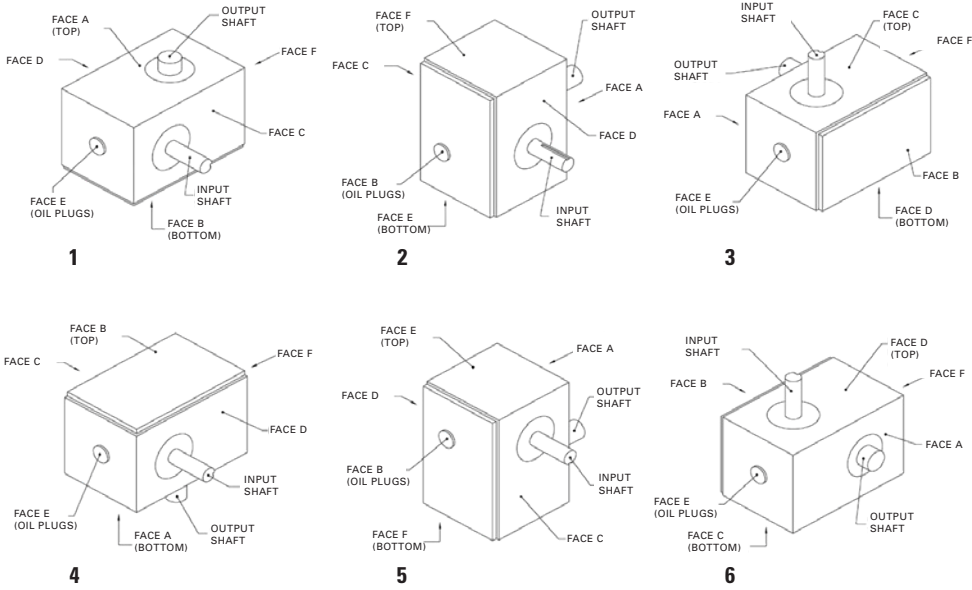 OUTPUT
SHAFT
FACE A
(TOP)
FACE D
FACE F
FACE C
FACE E
(OIL PLUGS)
INPUT
SHAFT
FACE B
(BOTTOM)
1
FACE F
(TOP)
OUTPUT
SHAFT
FACE C
FACE A
FACE D
FACE B
(OIL PLUGS)
FACE E
(BOTTOM)
INPUT
SHAFT
2
INPUT
SHAFT
FACE C
(TOP)
FACE F
OUTPUT
SHAFT
FACE A
FACE E
(OIL PLUGS)
FACE B
FACE D
(BOTTOM)
3
FACE B
(TOP)
FACE C
FACE F
FACE D
INPUT
SHAFT
FACE E
(OIL PLUGS)
FACE A
(BOTTOM)
OUTPUT
SHAFT
4
FACE E
(TOP)
FACE A
FACE D
OUTPUT
SHAFT
FACE B
(OIL PLUGS)
INPUT
SHAFT
FACE F
(BOTTOM)
FACE C
5
INPUT
SHAFT
FACE D
(TOP)
FACE B
FACE F
FACE A
FACE E
(OIL PLUGS)
OUTPUT
SHAFT
FACE C
(BOTTOM)
6